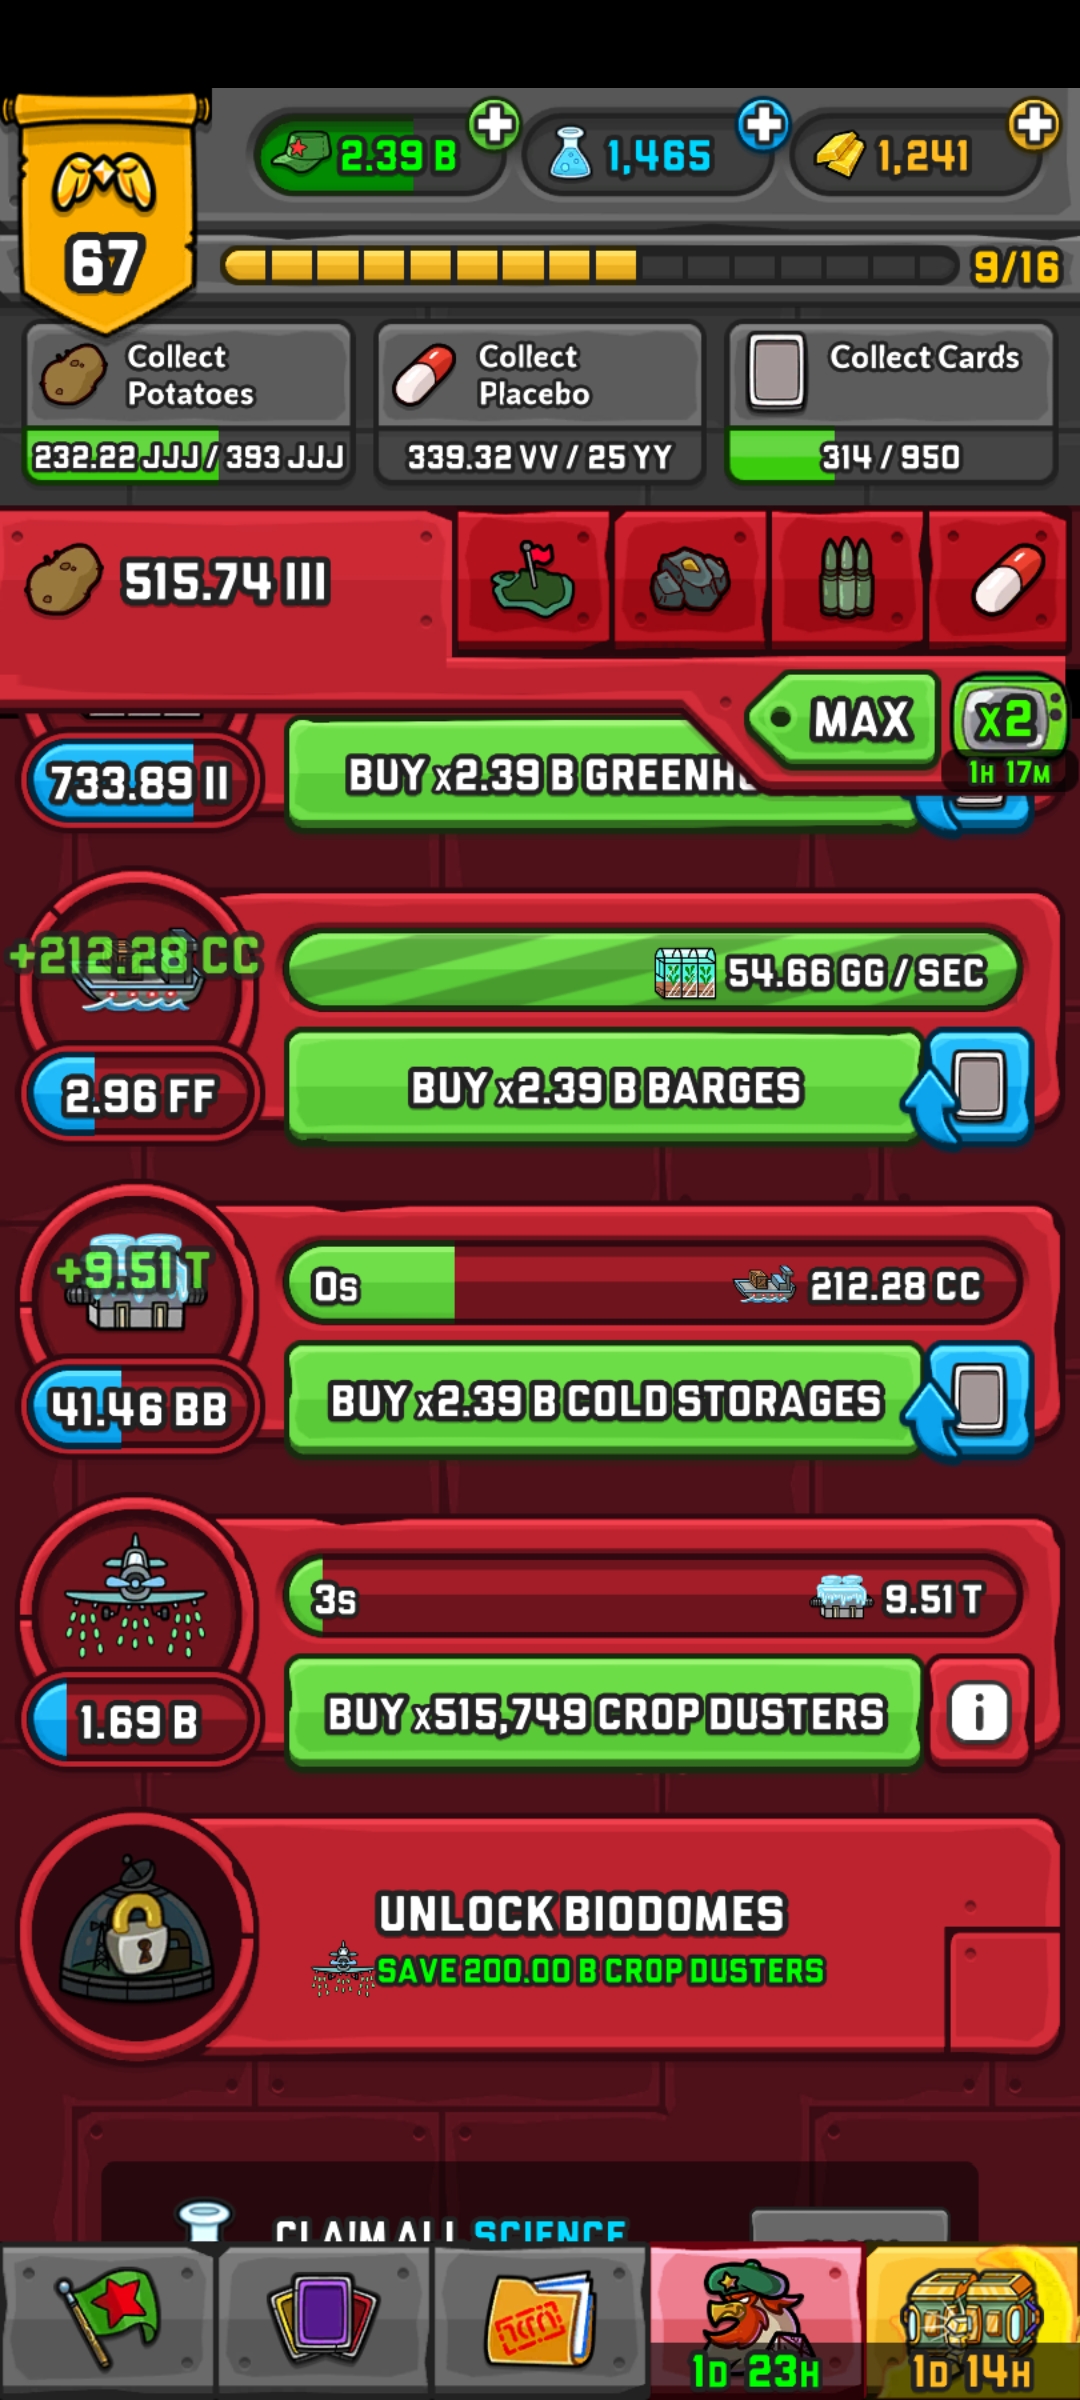 2.39 B
1,465
1,241
67
9/16
Collect
Potatoes
232.22 JJJ / 393 JJJ
Collect
Placebo
339.32 VV / 25 YY
Collect Cards
314 / 950
515.74 III
MAX
x2
1H 17M
733.89 II
BUY x2.39 B
+212.28 CC
54.66 GG / SEC
2.96 FF
BUY x2.39 B BARGES
+9.51 T
0s
212.28 CC
41.46 BB
BUY x2.39 B COLD STORAGES
3s
9.51 T
1.69 B
BUY x515,749 CROP DUSTERS
i
UNLOCK BIODOMES
SAVE 200.00 B CROP DUSTERS
CLAIM ALL SCIENCE
1D 23H
1D 14H